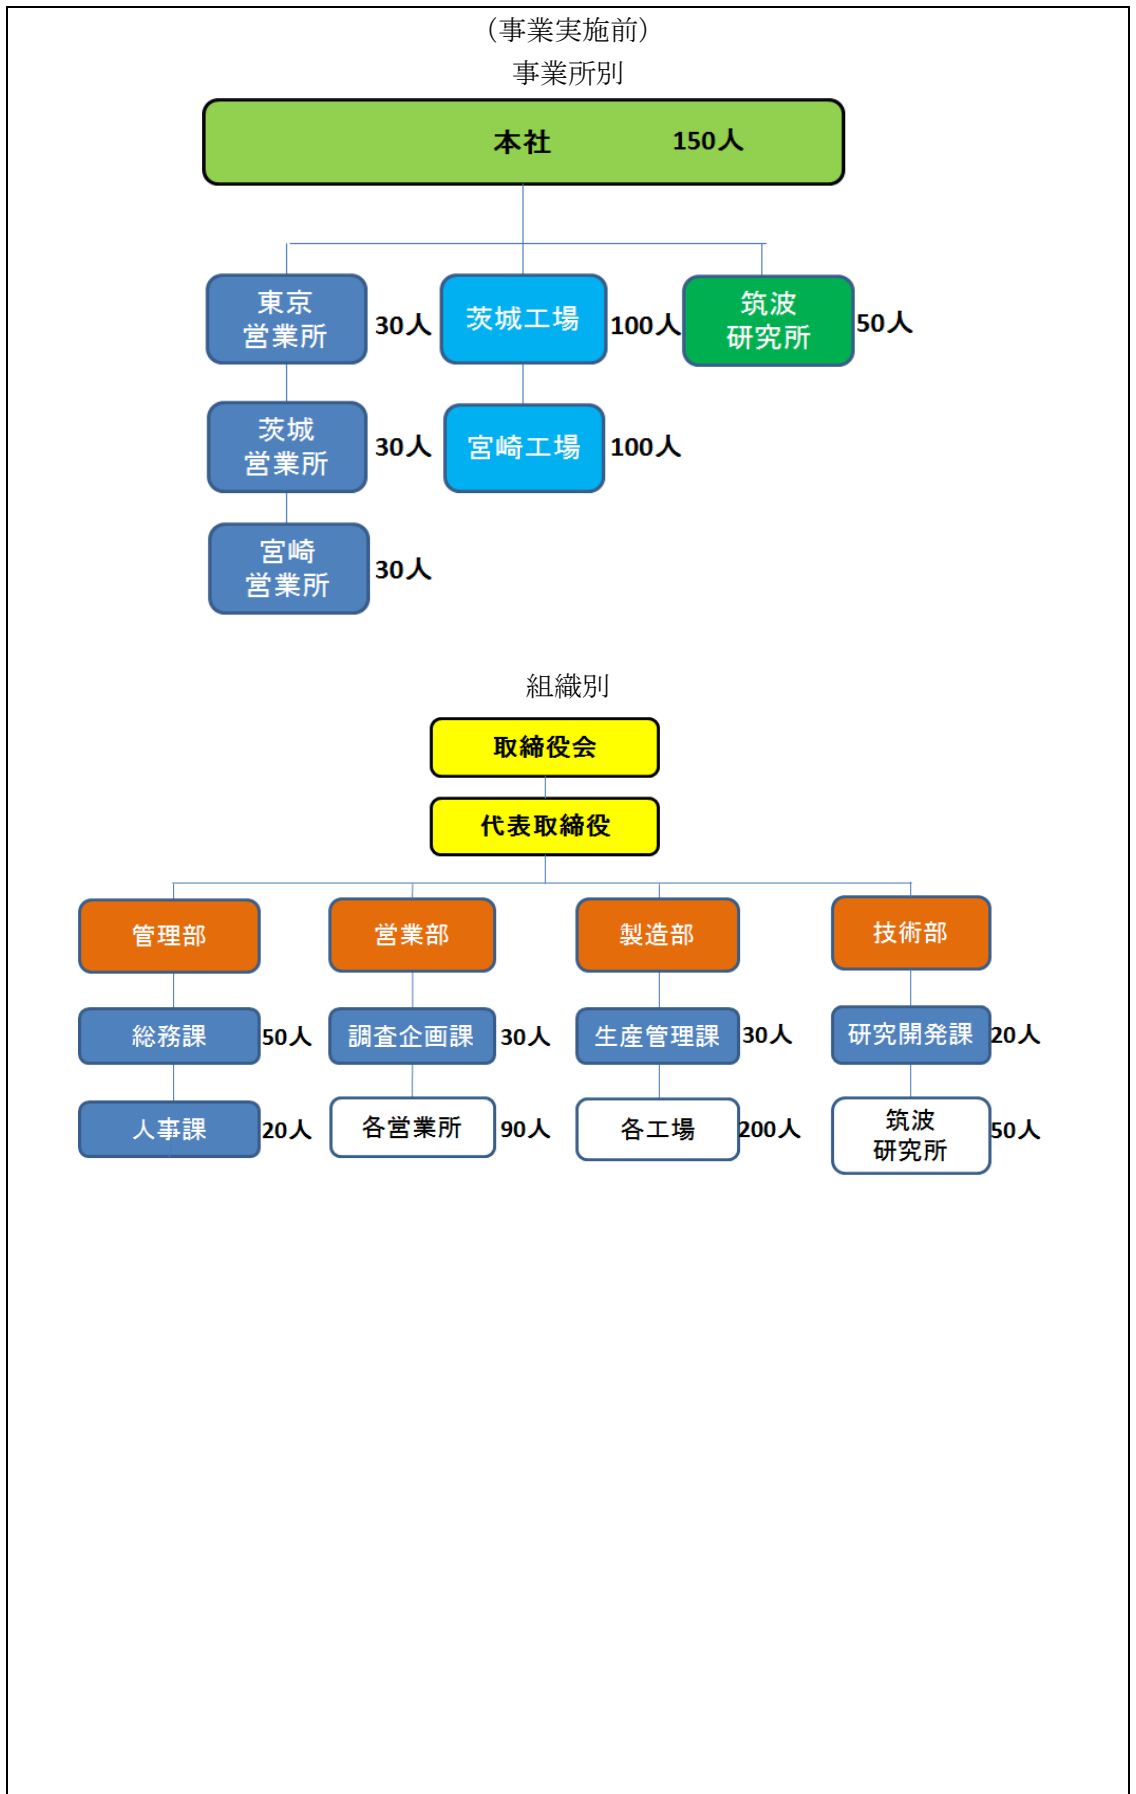 （事業実施前）
事業所別
本社 150人
東京
営業所
30人
茨城工場
100人
筑波
研究所
50人
茨城
営業所
30人
宮崎工場
100人
宮崎
営業所
30人
組織別
取締役会
代表取締役
管理部
営業部
製造部
技術部
総務課
50人
調査企画課
30人
生産管理課
30人
研究開発課
20人
人事課
20人
各営業所
90人
各工場
200人
筑波
研究所
50人